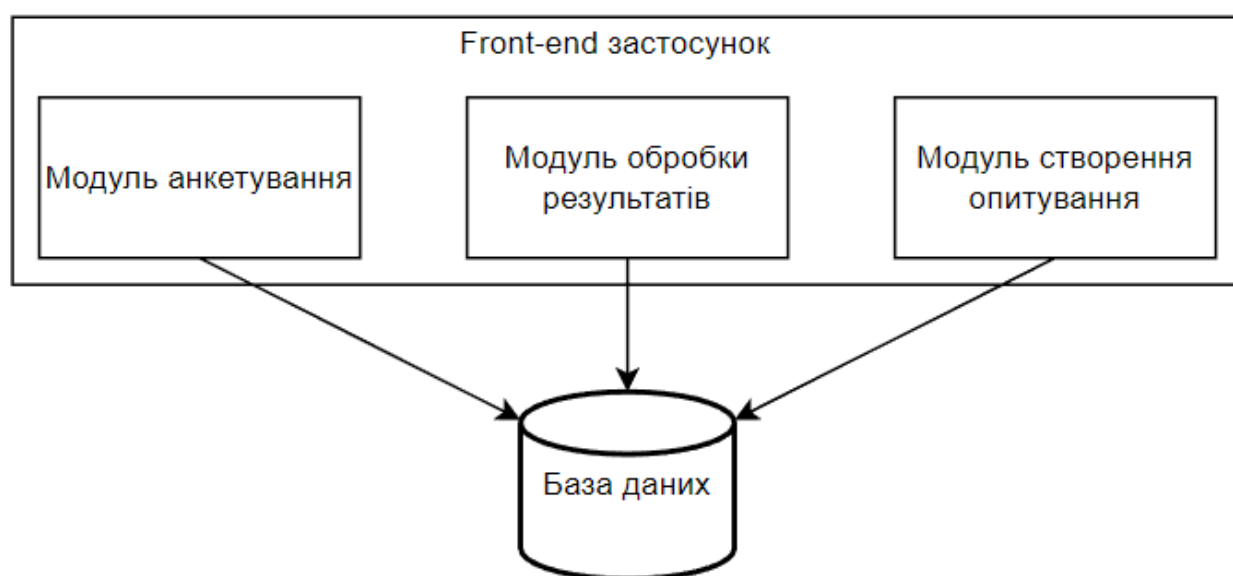 Front-end застосунок
Модуль анкетування
Модуль обробки
результатів
Модуль створення
опитування
База даних